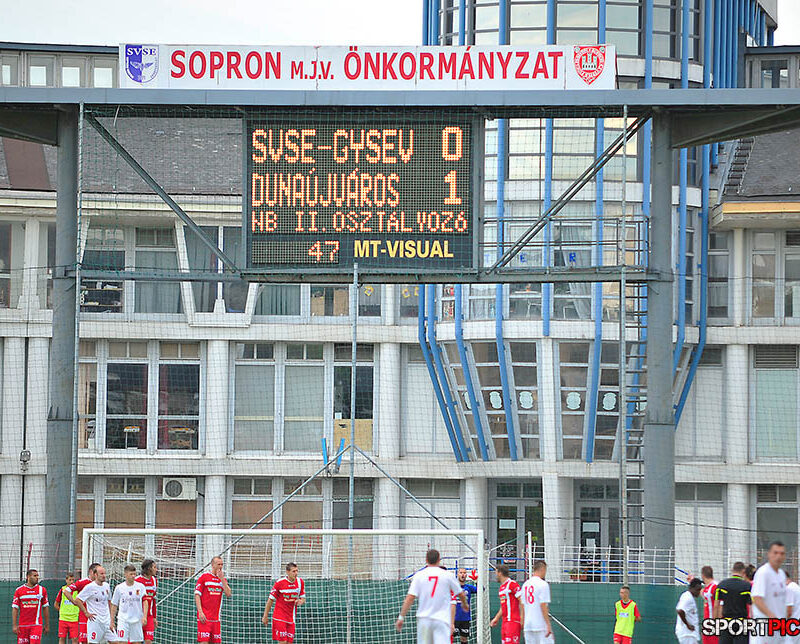 SVSE
SOPRON M.J.V. ÖNKORMÁNYZAT
SVSE-GYSEV 0
DUNAÚJVÁROS 1
NB II.OSZTÁLYOZÓ
47 MT-VISUAL
7
18
SPORTPIC